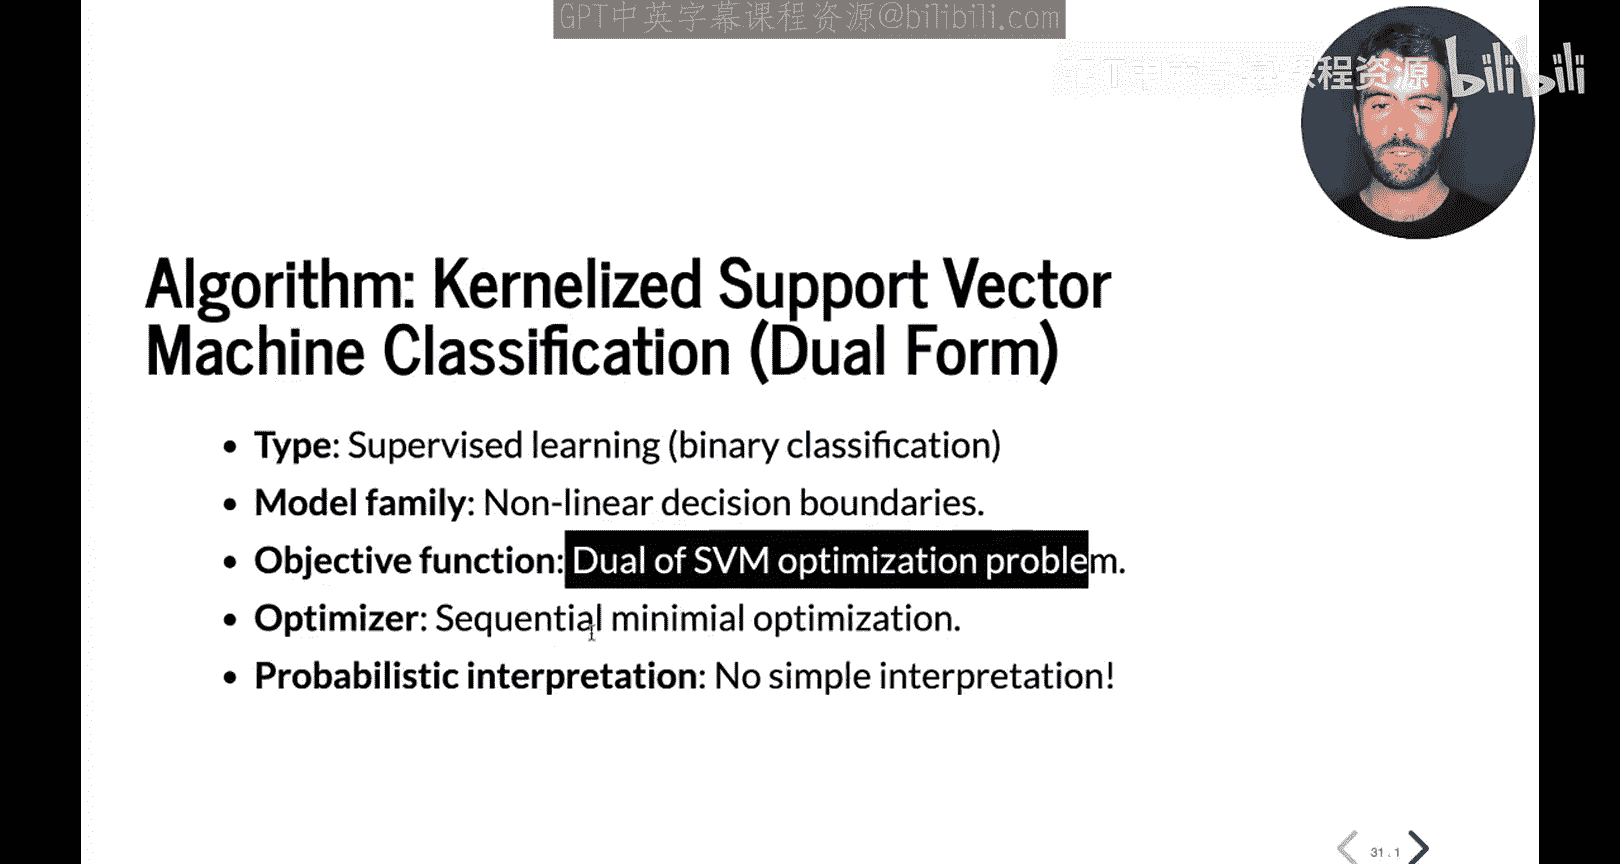 GPT中英字幕课程资源@bilibili.com
课程资源 bilibili
Algorithm: Kernelized Support Vector
Machine Classification (Dual Form)
• Type: Supervised learning (binary classification)
• Model family: Non-linear decision boundaries.
• Objective function: Dual of SVM optimization problem.
• Optimizer: Sequential minimial optimization.
• Probabilistic interpretation: No simple interpretation!
31 . 1